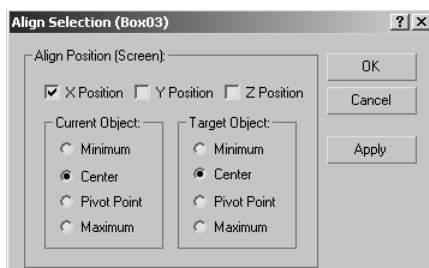 Align Selection (Box03)
? ×
Align Position (Screen):
X Position Y Position Z Position
Current Object:
Minimum
Center
Pivot Point
Maximum
Target Object:
Minimum
Center
Pivot Point
Maximum
OK
Cancel
Apply